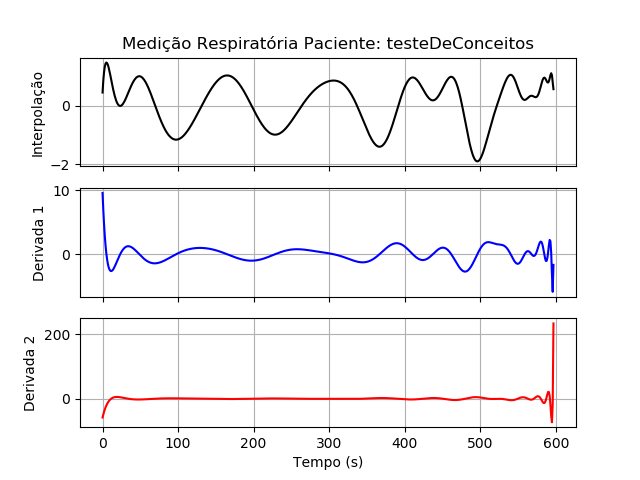 Medição Respiratória Paciente: testeDeConceitos
Interpolação
0
−2
Derivada 1
10
0
Derivada 2
200
0
0 100 200 300 400 500 600
Tempo (s)